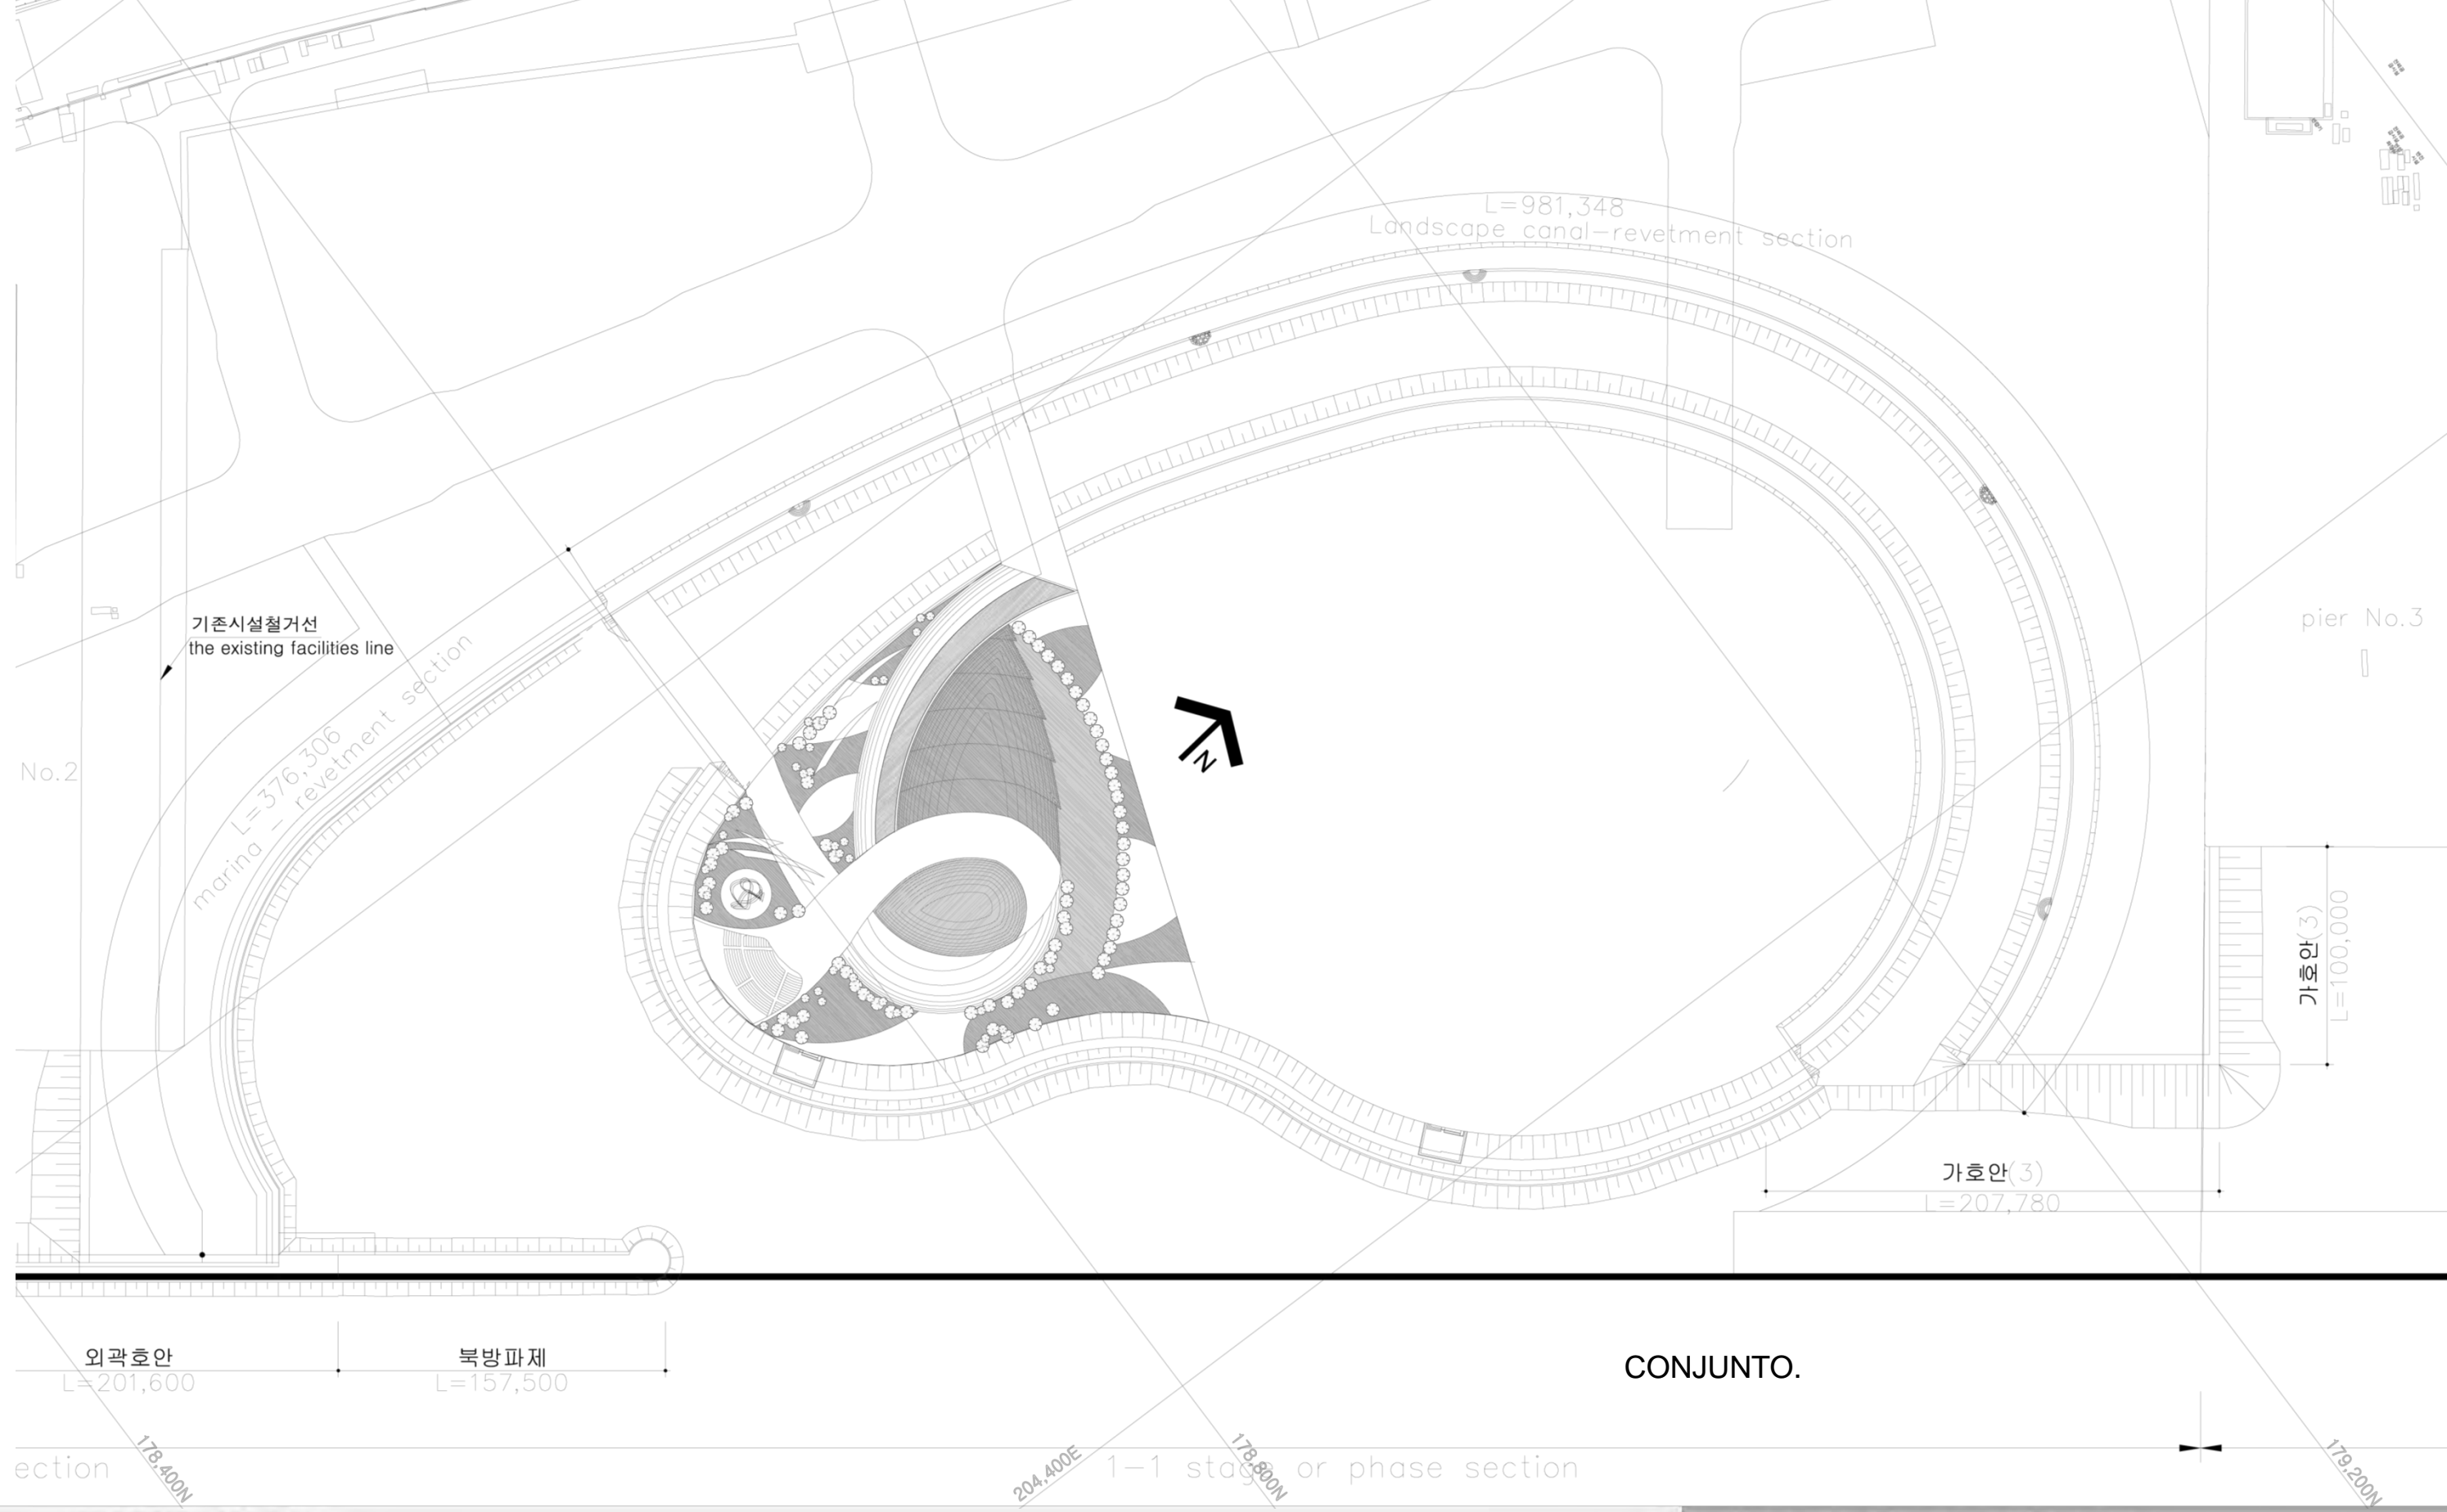 L=981,348
Landscape canal-revetment section
기존시설철거선
the existing facilities line
pier No.3
No.2
L=376,306
marina - revetment section
N
가호안(3)
L=100,000
가호안(3)
L=207,780
외곽호안
L=201,600
북방파제
L=157,500
CONJUNTO.
ection
178,400N
204,400E
1-1 stage or phase section
178,800N
179,200N